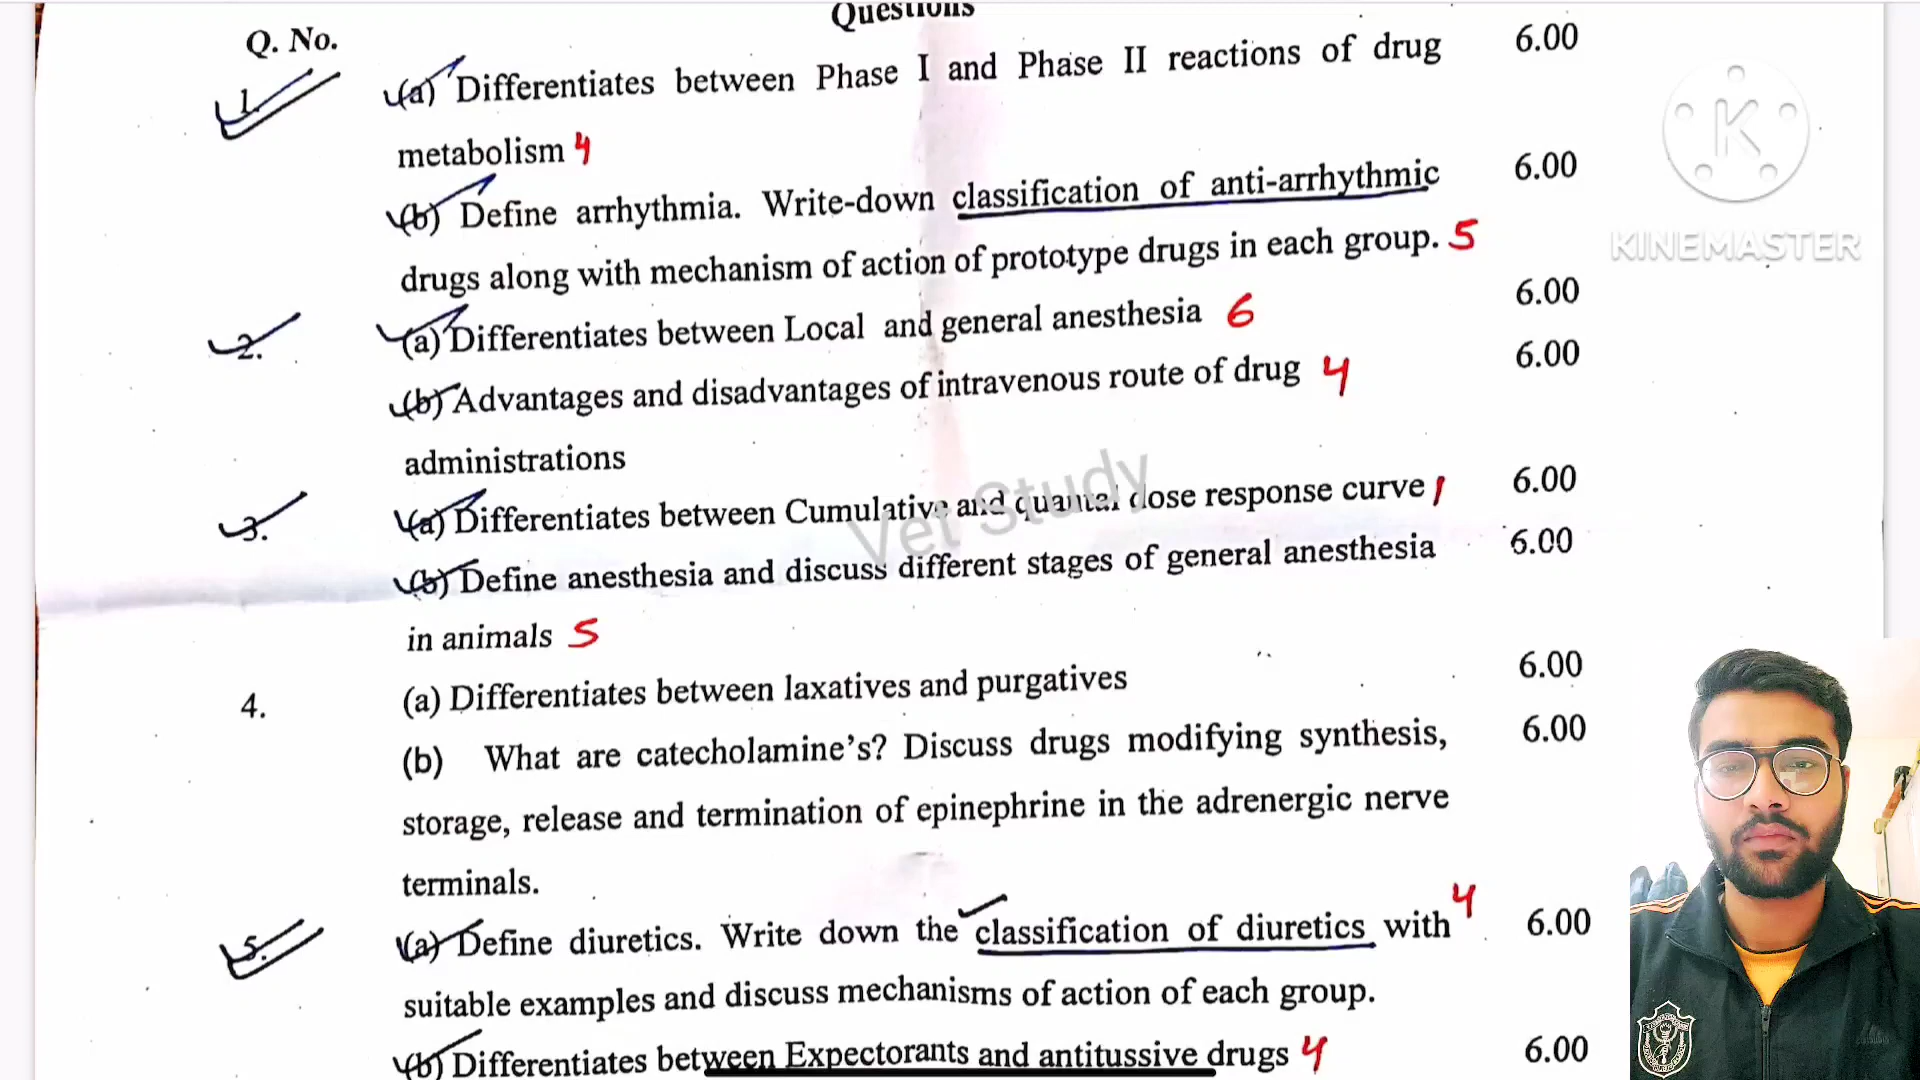 Questions
Q. No.
1. (a) Differentiates between Phase I and Phase II reactions of drug 6.00
metabolism 4
(b) Define arrhythmia. Write-down classification of anti-arrhythmic 6.00
drugs along with mechanism of action of prototype drugs in each group. 5
2. (a) Differentiates between Local and general anesthesia 6 6.00
(b) Advantages and disadvantages of intravenous route of drug 4 6.00
administrations
3. (a) Differentiates between Cumulative and quantal dose response curve 1 6.00
(b) Define anesthesia and discuss different stages of general anesthesia 6.00
in animals 5
4. (a) Differentiates between laxatives and purgatives 6.00
(b) What are catecholamine's? Discuss drugs modifying synthesis, 6.00
storage, release and termination of epinephrine in the adrenergic nerve
terminals.
5. (a) Define diuretics. Write down the classification of diuretics with 4 6.00
suitable examples and discuss mechanisms of action of each group.
(b) Differentiates between Expectorants and antitussive drugs 4 6.00
Vet Study
K
KINEMASTER